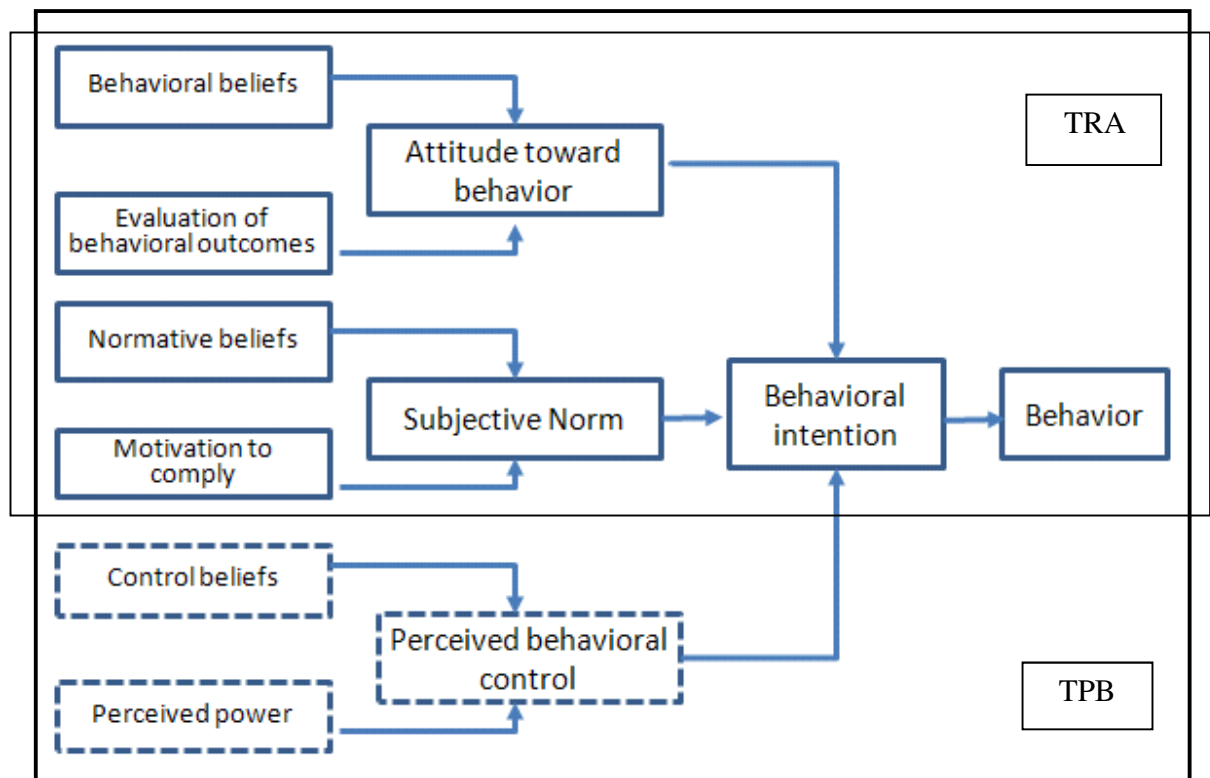 Behavioral beliefs
TRA
Attitude toward
behavior
Evaluation of
behavioral outcomes
Normative beliefs
Subjective Norm
Behavioral
intention
Behavior
Motivation to
comply
Control beliefs
Perceived behavioral
control
TPB
Perceived power